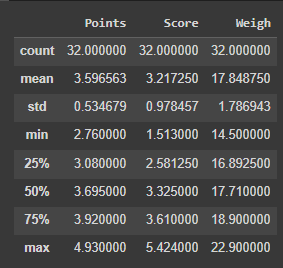 Points Score Weigh
count 32.000000 32.000000 32.000000
mean 3.596563 3.217250 17.848750
std 0.534679 0.978457 1.786943
min 2.760000 1.513000 14.500000
25% 3.080000 2.581250 16.892500
50% 3.695000 3.325000 17.710000
75% 3.920000 3.610000 18.900000
max 4.930000 5.424000 22.900000